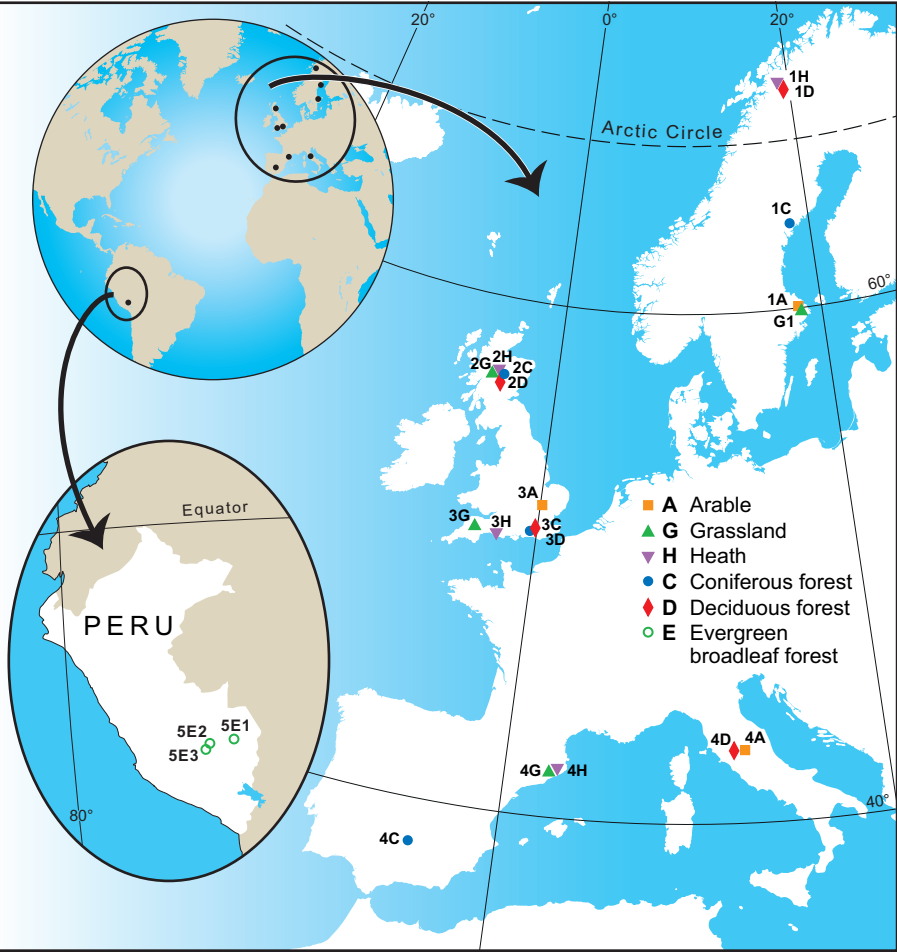 20°
0°
20°
1H
1D
Arctic Circle
1C
60°
1A
G1
2H
2G
2C
2D
3A
3G
3H
3C
3D
A Arable
G Grassland
H Heath
C Coniferous forest
D Deciduous forest
E Evergreen
broadleaf forest
Equator
PERU
5E2
5E1
5E3
80°
4D
4A
4G
4H
40°
4C